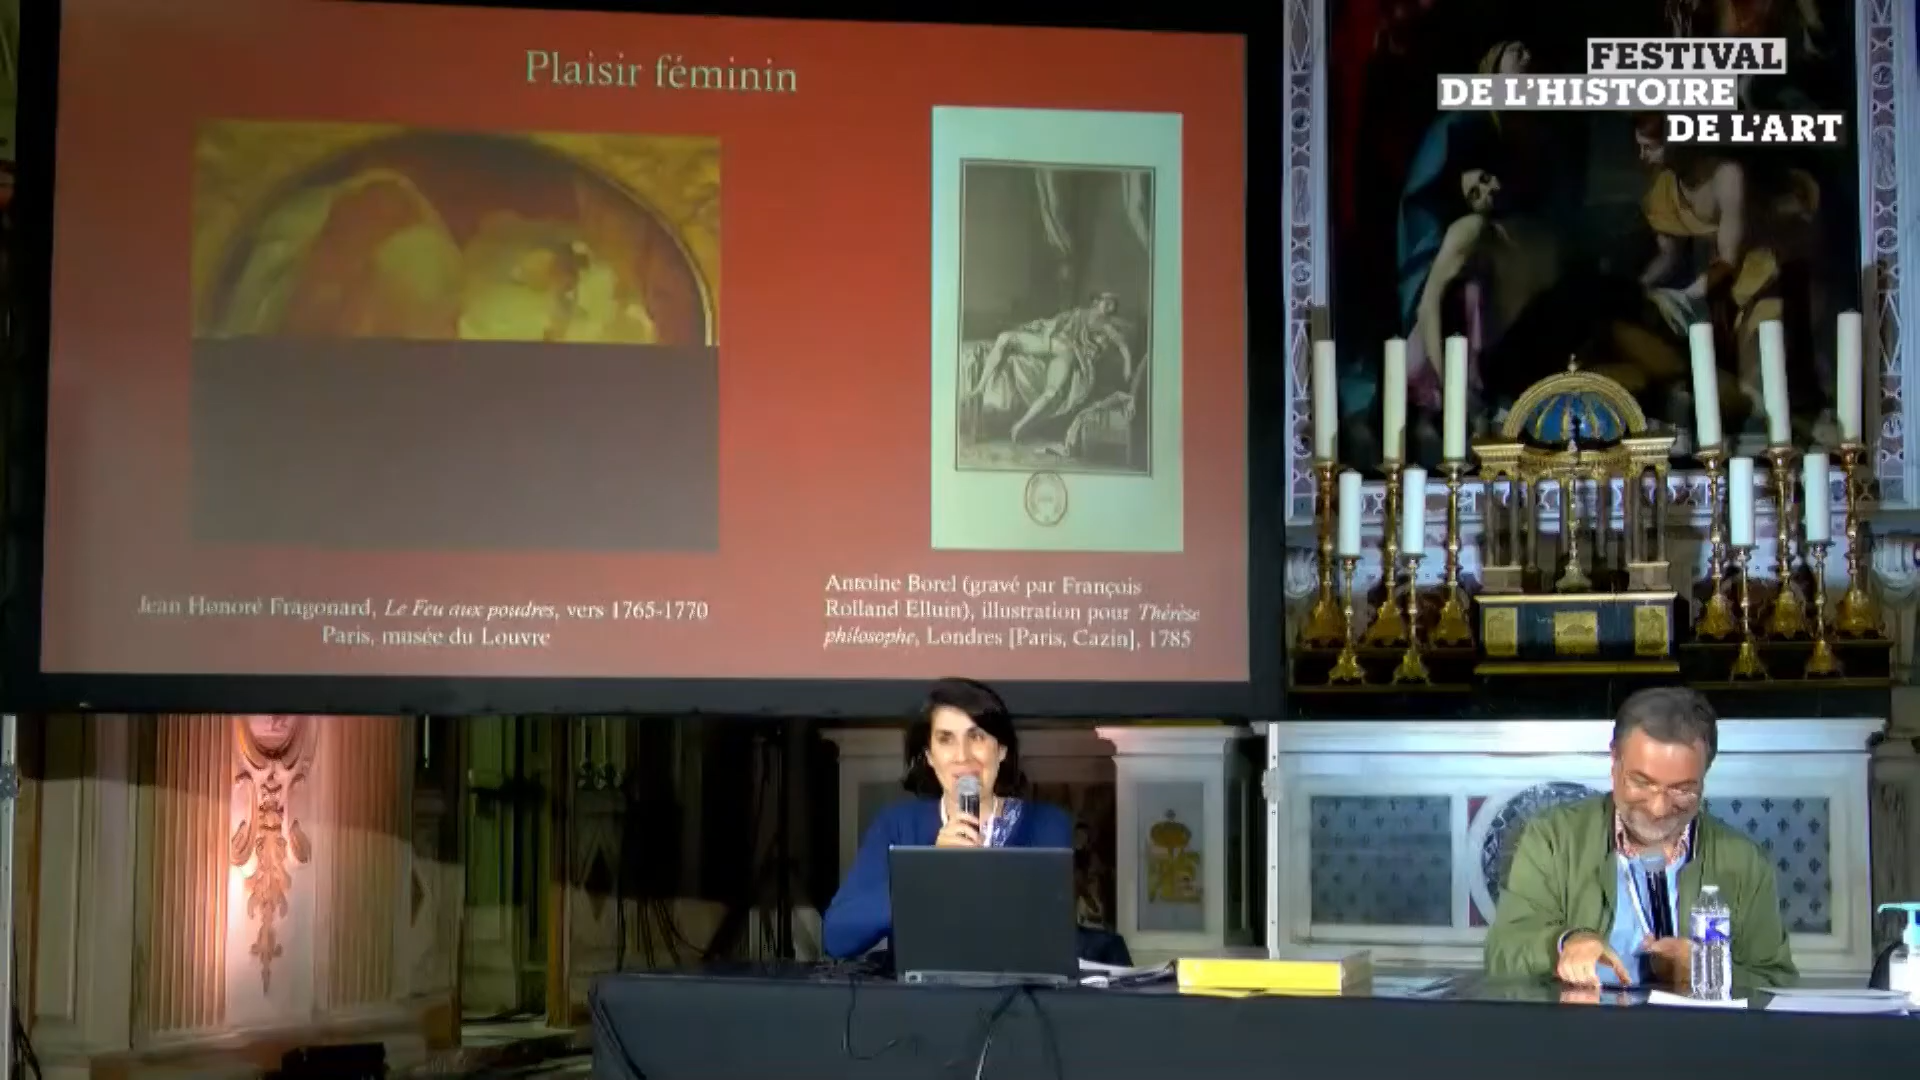 Plaisir féminin
FESTIVAL
DE L'HISTOIRE
DE L'ART
Jean Honoré Fragonard, Le Feu aux poudres, vers 1765-1770
Paris, musée du Louvre
Antoine Borel (gravé par François
Rolland Elluin), illustration pour Thérèse
philosophe, Londres [Paris, Cazin], 1785